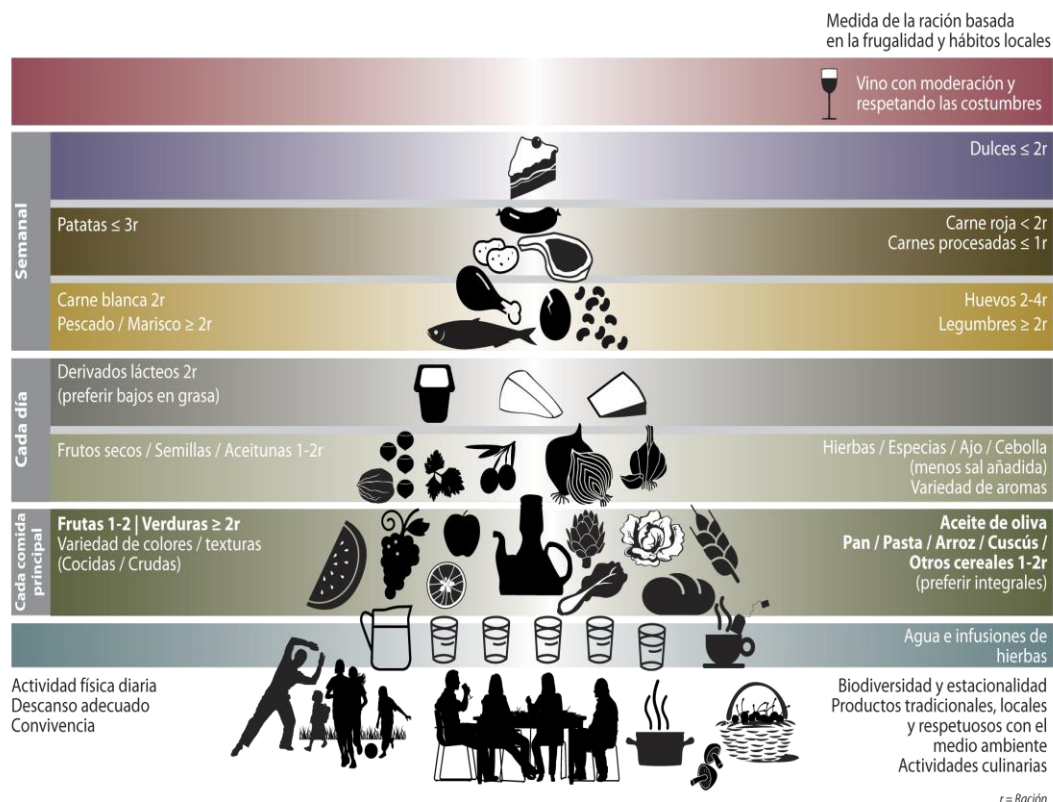 Medida de la ración basada
en la frugalidad y hábitos locales
Vino con moderación y
respetando las costumbres
Semanal
Dulces ≤ 2r
Patatas ≤ 3r
Carne roja < 2r
Carnes procesadas ≤ 1r
Carne blanca 2r
Pescado / Marisco ≥ 2r
Huevos 2-4r
Legumbres ≥ 2r
Cada día
Derivados lácteos 2r
(preferir bajos en grasa)
Frutos secos / Semillas / Aceitunas 1-2r
Hierbas / Especias / Ajo / Cebolla
(menos sal añadida)
Variedad de aromas
Cada comida
principal
Frutas 1-2 | Verduras ≥ 2r
Variedad de colores / texturas
(Cocidas / Crudas)
Aceite de oliva
Pan / Pasta / Arroz / Cuscús /
Otros cereales 1-2r
(preferir integrales)
Agua e infusiones de
hierbas
Actividad física diaria
Descanso adecuado
Convivencia
Biodiversidad y estacionalidad
Productos tradicionales, locales
y respetuosos con el
medio ambiente
Actividades culinarias
r = Ración